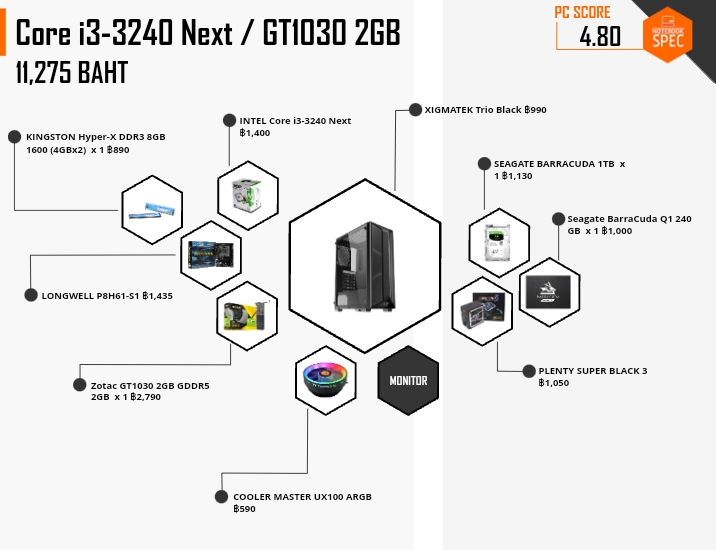 Core i3-3240 Next / GT1030 2GB
11,275 BAHT
PC SCORE
4.80
NOTEBOOK
SPEC
XIGMATEK Trio Black ฿990
INTEL Core i3-3240 Next
฿1,400
KINGSTON Hyper-X DDR3 8GB
1600 (4GBx2) x 1 ฿890
SEAGATE BARRACUDA 1TB x
1 ฿1,130
Seagate BarraCuda Q1 240
GB x 1 ฿1,000
LONGWELL P8H61-S1 ฿1,435
PLENTY SUPER BLACK 3
฿1,050
MONITOR
Zotac GT1030 2GB GDDR5
2GB x 1 ฿2,790
COOLER MASTER UX100 ARGB
฿590